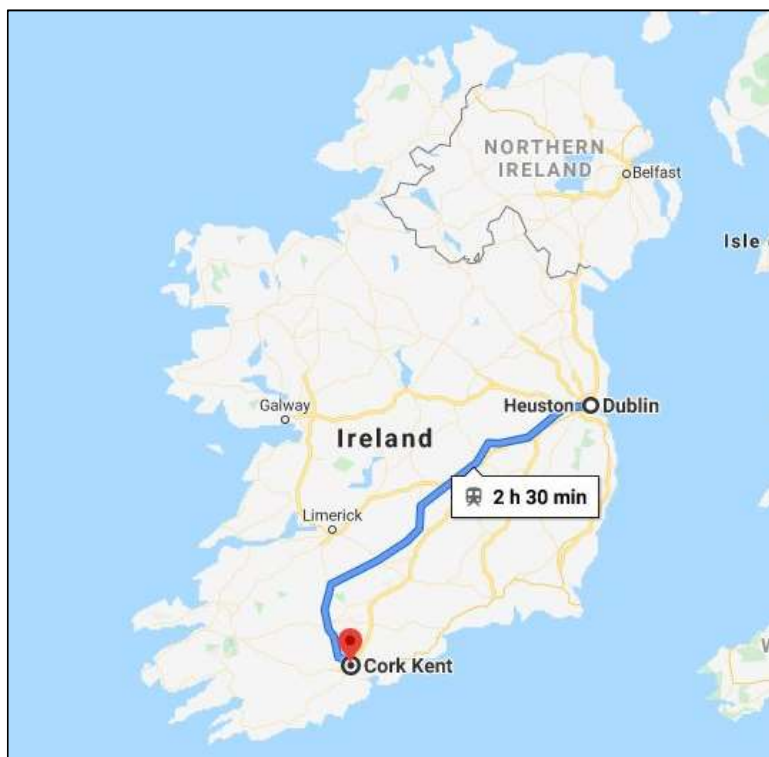 NORTHERN
IRELAND
Belfast
Isle
Galway
Heuston
Dublin
Ireland
2 h 30 min
Limerick
Cork Kent
W